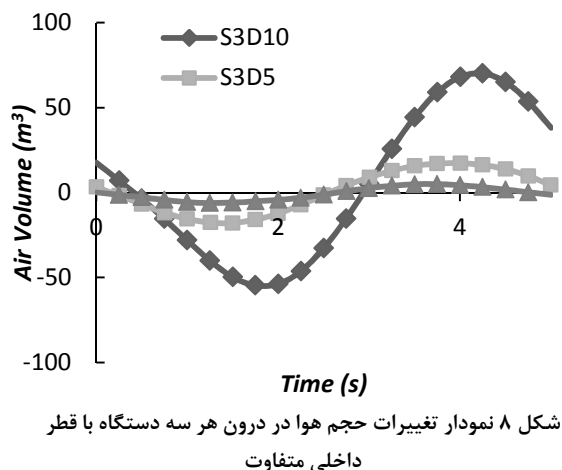 100
50
0
-50
-100
Air Volume (m³)
S3D10
S3D5
0
2
4
Time (s)
شکل ۸ نمودار تغییرات حجم هوا در درون هر سه دستگاه با قطر
داخلی متفاوت